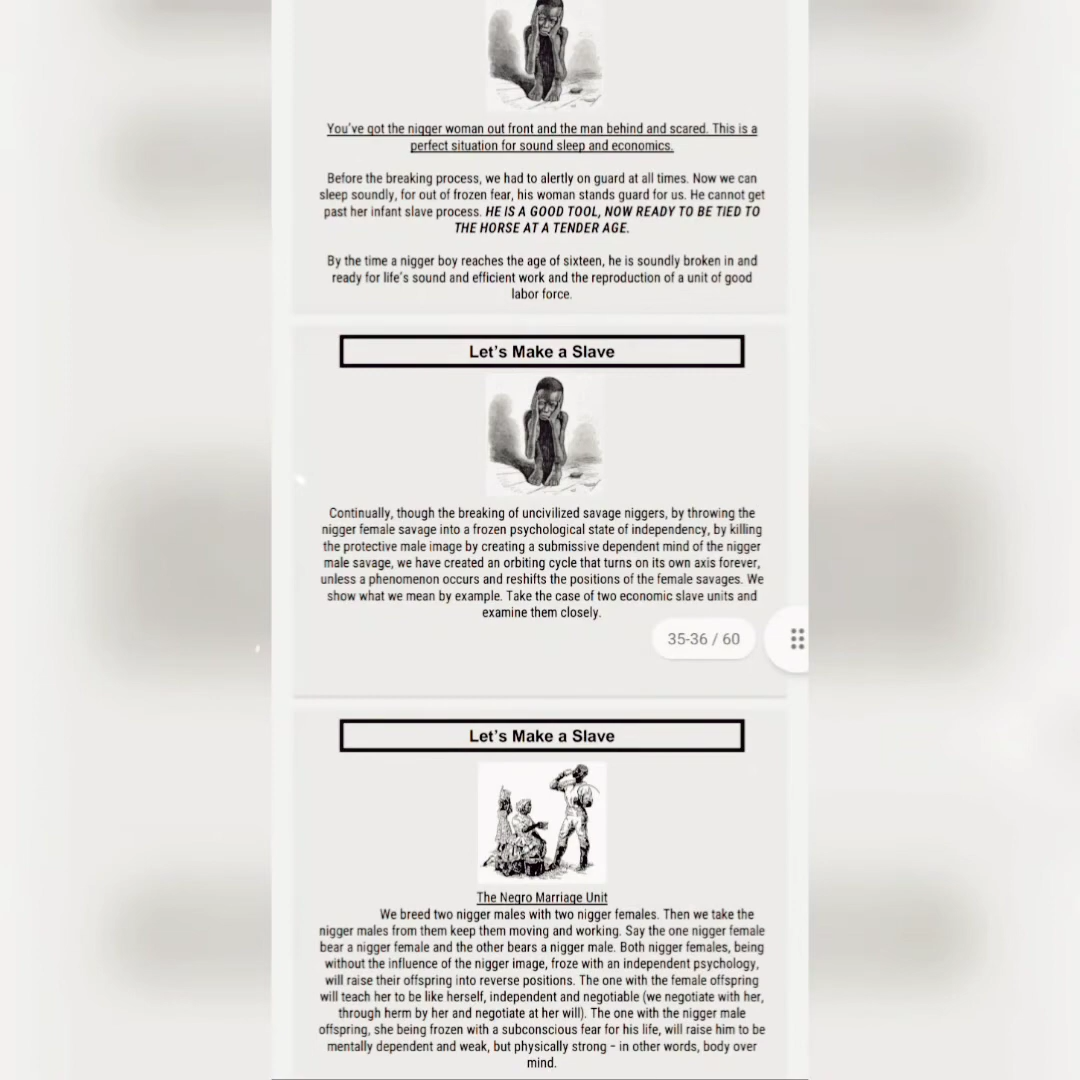 You've got the nigger woman out front and the man behind and scared. This is a
perfect situation for sound sleep and economics.
Before the breaking process, we had to alertly on guard at all times. Now we can
sleep soundly, for out of frozen fear, his woman stands guard for us. He cannot get
past her infant slave process. HE IS A GOOD TOOL, NOW READY TO BE TIED TO
THE HORSE AT A TENDER AGE.
By the time a nigger boy reaches the age of sixteen, he is soundly broken in and
ready for life's sound and efficient work and the reproduction of a unit of good
labor force.
Let's Make a Slave
Continually, though the breaking of uncivilized savage niggers, by throwing the
nigger female savage into a frozen psychological state of independency, by killing
the protective male image by creating a submissive dependent mind of the nigger
male savage, we have created an orbiting cycle that turns on its own axis forever,
unless a phenomenon occurs and reshifts the positions of the female savages. We
show what we mean by example. Take the case of two economic slave units and
examine them closely.
35-36 / 60
Let's Make a Slave
The Negro Marriage Unit
We breed two nigger males with two nigger females. Then we take the
nigger males from them keep them moving and working. Say the one nigger female
bear a nigger female and the other bears a nigger male. Both nigger females, being
without the influence of the nigger image, froze with an independent psychology,
will raise their offspring into reverse positions. The one with the female offspring
will teach her to be like herself, independent and negotiable (we negotiate with her,
through herm by her and negotiate at her will). The one with the nigger male
offspring, she being frozen with a subconscious fear for his life, will raise him to be
mentally dependent and weak, but physically strong – in other words, body over
mind.